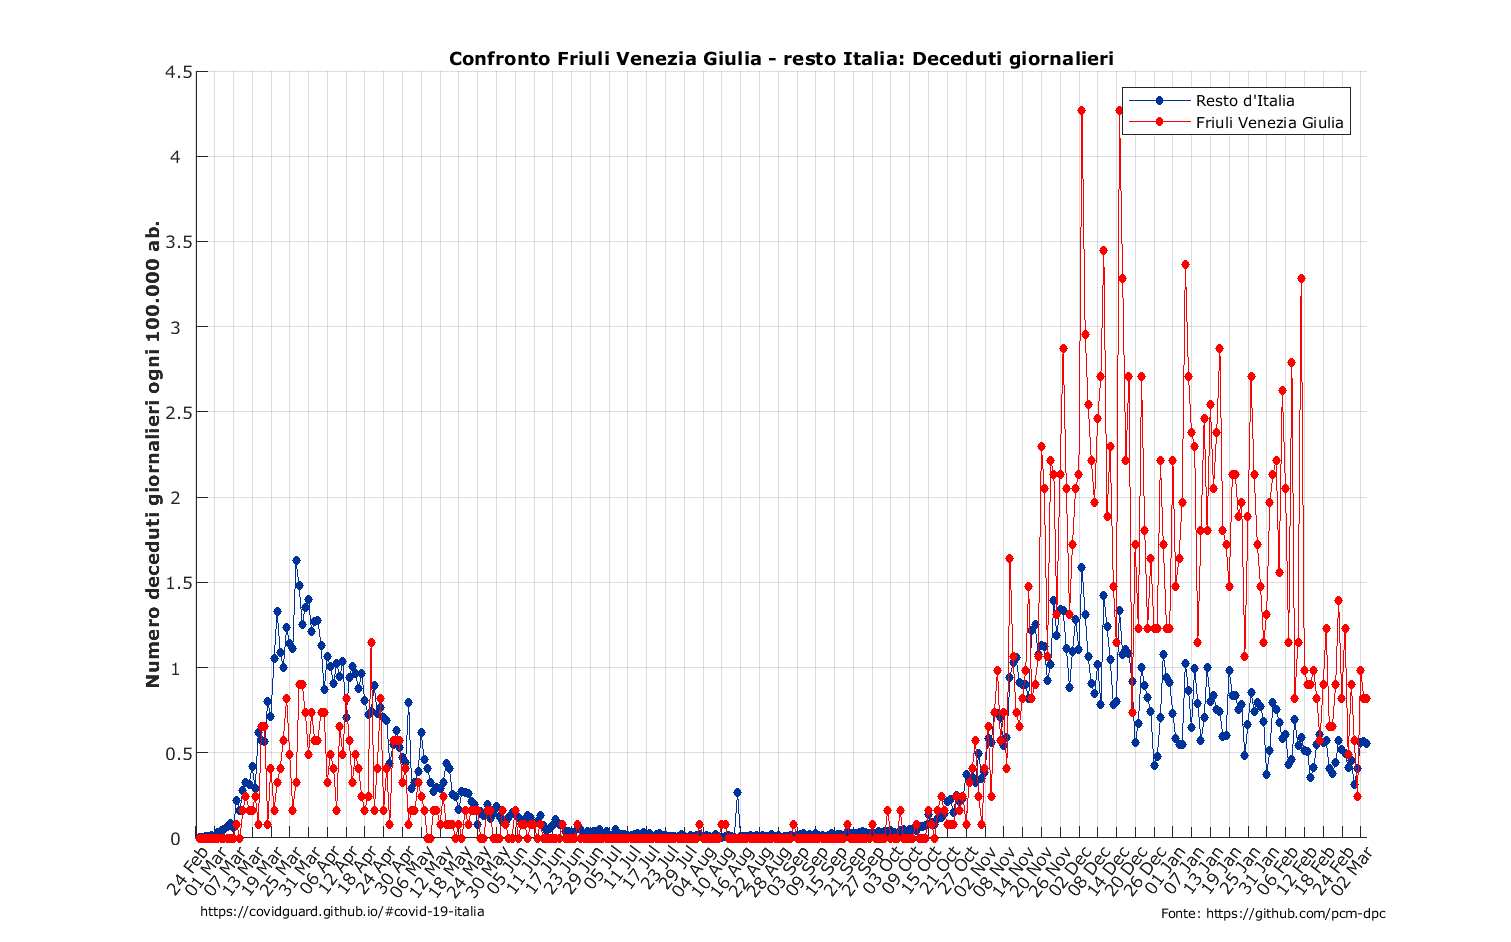 Confronto Friuli Venezia Giulia - resto Italia: Deceduti giornalieri
Resto d'Italia
Friuli Venezia Giulia
Numero deceduti giornalieri ogni 100.000 ab.
4.5
4
3.5
3
2.5
2
1.5
1
0.5
0
24 Feb
01 Mar
07 Mar
13 Mar
19 Mar
25 Mar
31 Mar
06 Apr
12 Apr
18 Apr
24 Apr
30 Apr
06 May
12 May
18 May
24 May
30 May
05 Jun
11 Jun
17 Jun
23 Jun
29 Jun
05 Jul
11 Jul
17 Jul
23 Jul
29 Jul
04 Aug
10 Aug
16 Aug
22 Aug
28 Aug
03 Sep
09 Sep
15 Sep
21 Sep
27 Sep
03 Oct
09 Oct
15 Oct
21 Oct
27 Oct
02 Nov
08 Nov
14 Nov
20 Nov
26 Nov
02 Dec
08 Dec
14 Dec
20 Dec
26 Dec
01 Jan
07 Jan
13 Jan
19 Jan
25 Jan
31 Jan
06 Feb
12 Feb
18 Feb
24 Feb
02 Mar
https://covidguard.github.io/#covid-19-italia
Fonte: https://github.com/pcm-dpc